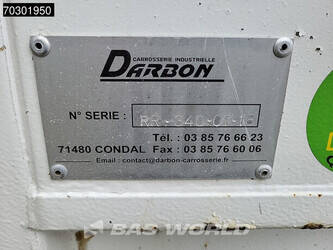 70301950
CARROSSERIE INDUSTRIELLE
DARBON
N° SERIE :
Tél. : 03 85 76 66 23
71480 CONDAL Fax : 03 85 76 60 06
Email : contact@darbon-carrosserie.fr
BAS WORLD